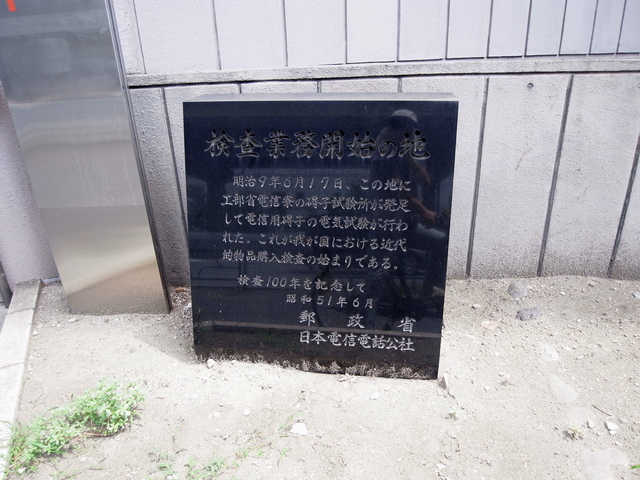 検査業務開始の地
明治9年6月17日、この地に
工部省電信寮の碍子試験所が発足
して電信用碍子の電気試験が行わ
れた。これが我が国における近代
的物品購入検査の始まりである。
検査100年を記念して
昭和51年6月
郵政省
日本電信電話公社